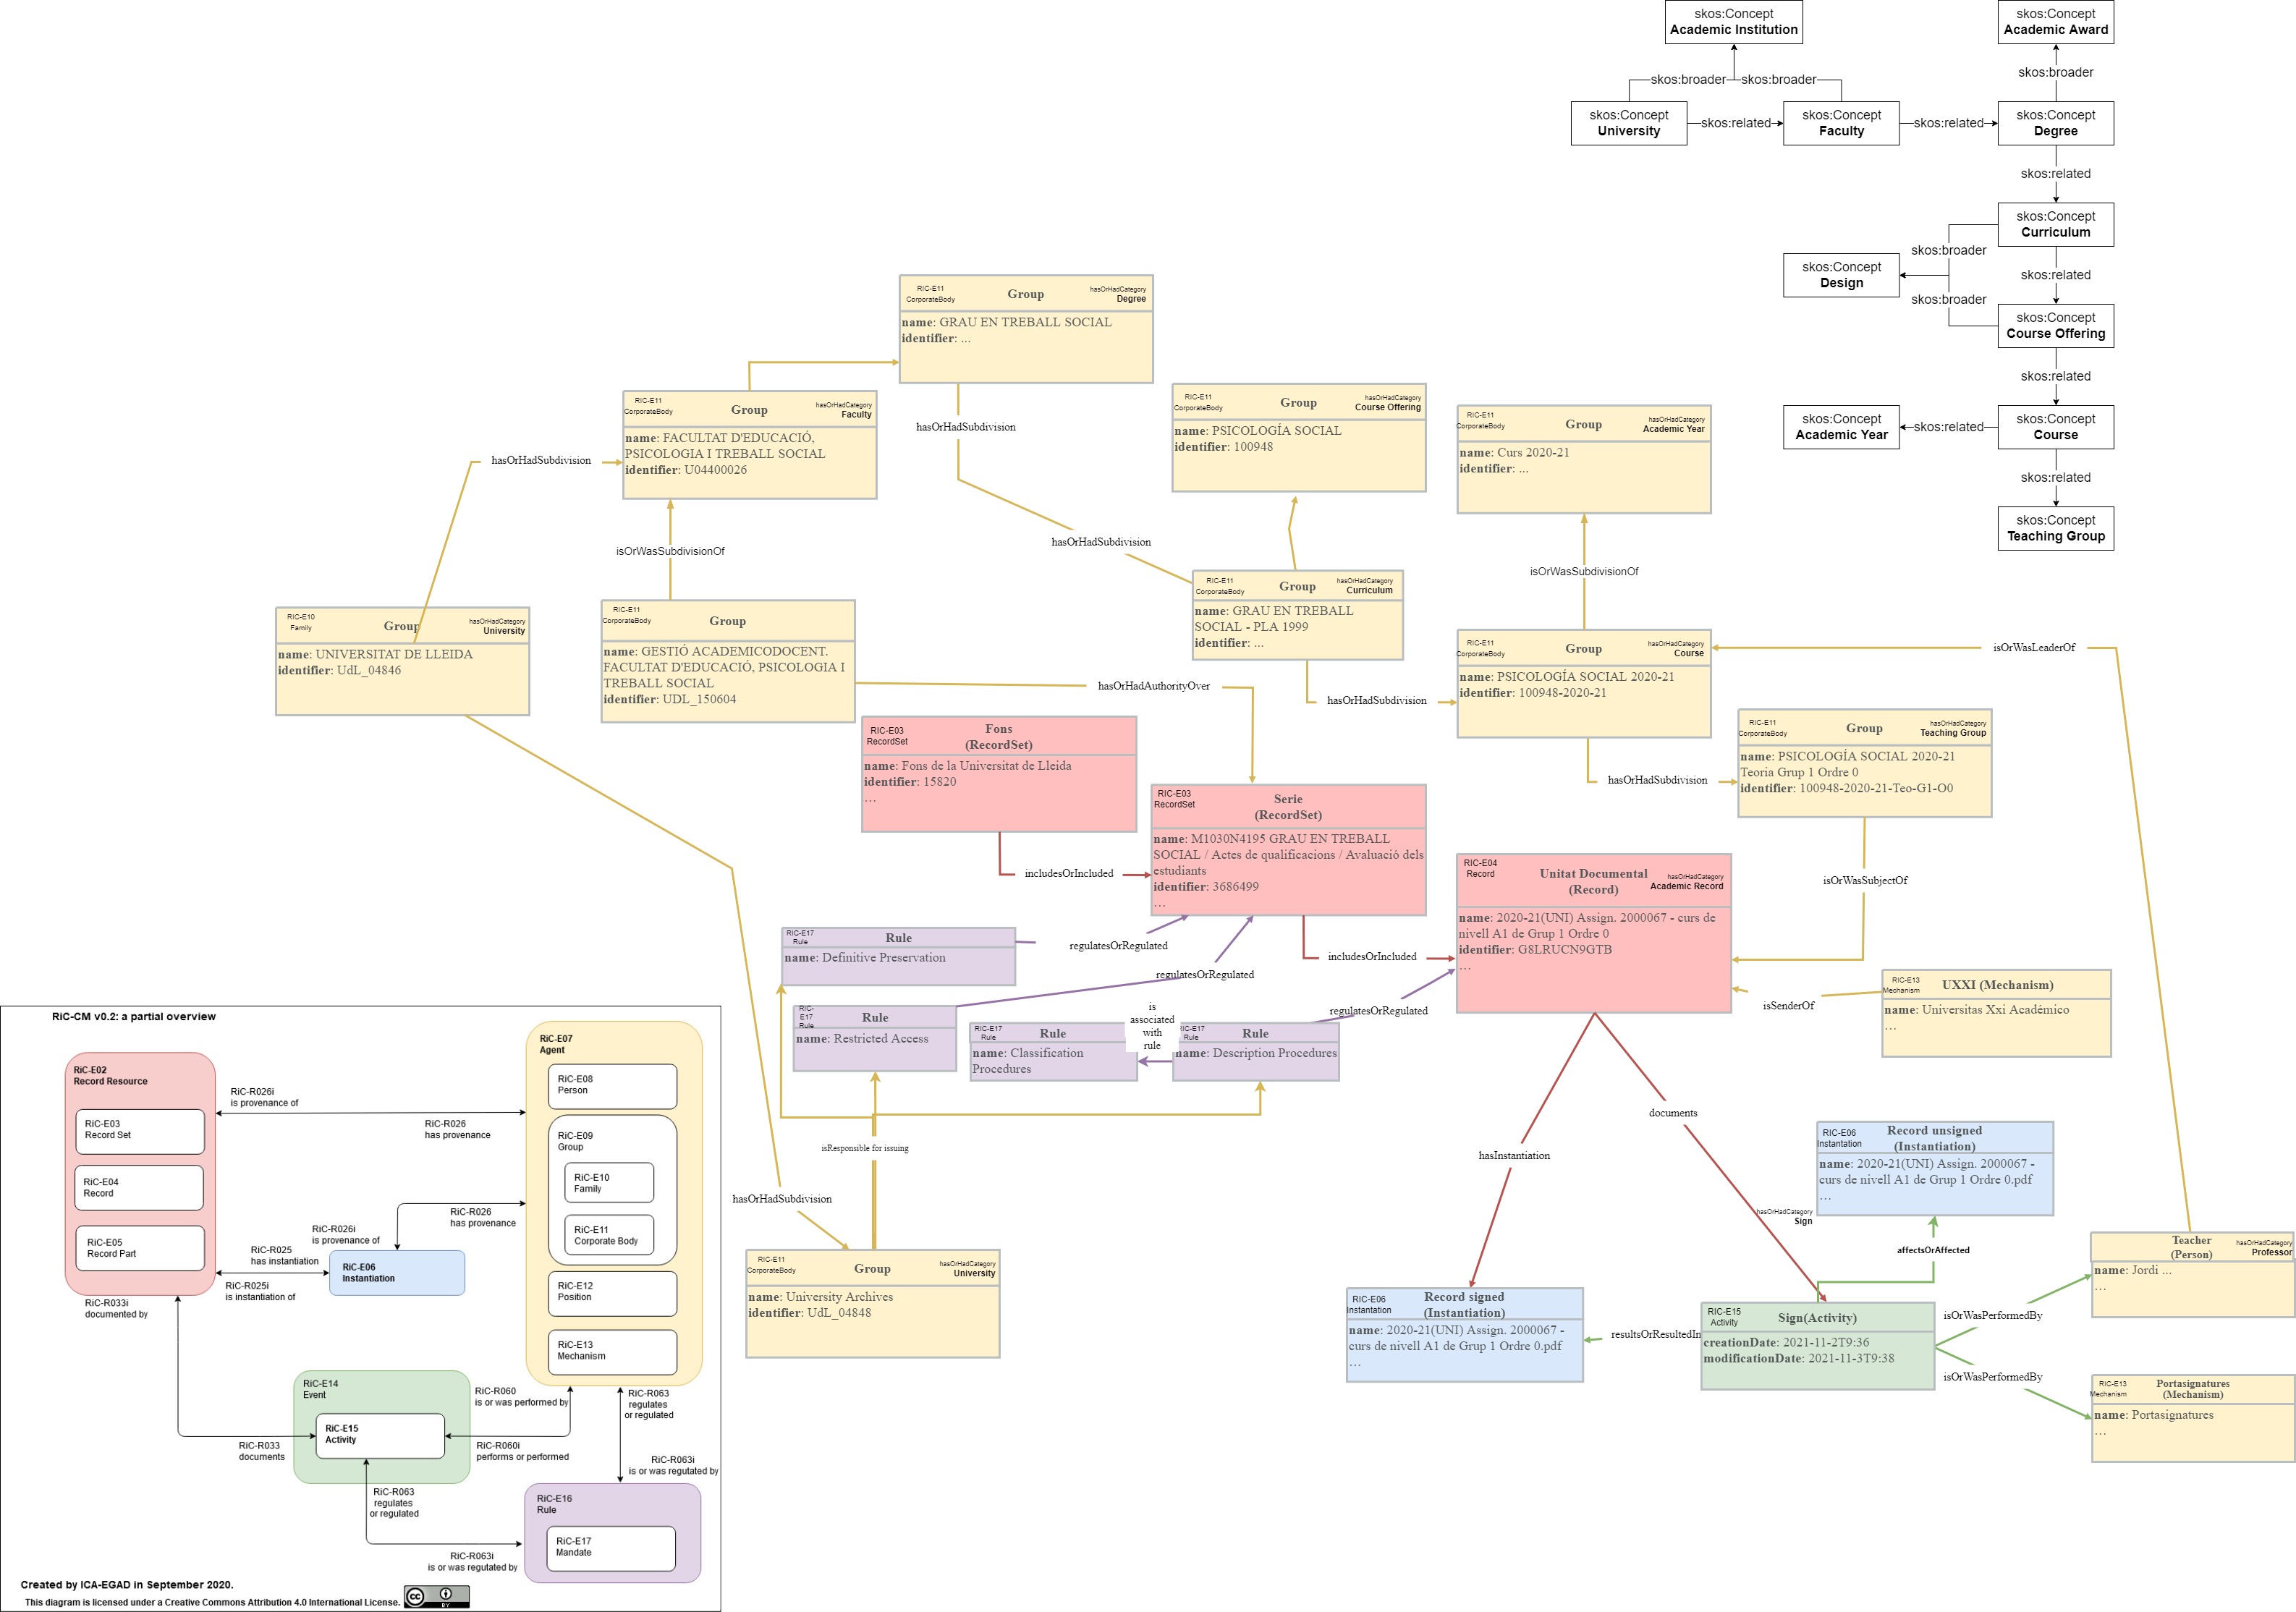 skos:Concept
Academic Institution
skos:Concept
Academic Award
skos:broader
skos:broader
skos:broader
skos:Concept
University
skos:related
skos:Concept
Faculty
skos:related
skos:Concept
Degree
skos:related
skos:Concept
Curriculum
skos:broader
skos:Concept
Design
skos:related
skos:broader
skos:Concept
Course Offering
skos:related
skos:Concept
Academic Year
skos:related
skos:Concept
Course
skos:related
skos:Concept
Teaching Group
RIC-E11
CorporateBody
Group
hasOrHadCategory
Degree
name: GRAU EN TREBALL SOCIAL
identifier: ...
RIC-E11
CorporateBody
Group
hasOrHadCategory
Faculty
name: FACULTAT D'EDUCACIÓ,
PSICOLOGIA I TREBALL SOCIAL
identifier: U04400026
hasOrHadSubdivision
RIC-E11
CorporateBody
Group
hasOrHadCategory
Course Offering
name: PSICOLOGÍA SOCIAL
identifier: 100948
RIC-E11
CorporateBody
Group
hasOrHadCategory
Academic Year
name: Curs 2020-21
identifier: ...
hasOrHadSubdivision
isOrWasSubdivisionOf
hasOrHadSubdivision
isOrWasSubdivisionOf
RIC-E10
Family
Group
hasOrHadCategory
University
name: UNIVERSITAT DE LLEIDA
identifier: UdL_04846
RIC-E11
CorporateBody
Group
name: GESTIÓ ACADEMICODOCENT.
FACULTAT D'EDUCACIÓ, PSICOLOGIA I
TREBALL SOCIAL
identifier: UDL_150604
RIC-E11
CorporateBody
Group
hasOrHadCategory
Curriculum
name: GRAU EN TREBALL
SOCIAL - PLA 1999
identifier: ...
RIC-E11
CorporateBody
Group
hasOrHadCategory
Course
name: PSICOLOGÍA SOCIAL 2020-21
identifier: 100948-2020-21
isOrWasLeaderOf
hasOrHadAuthorityOver
hasOrHadSubdivision
RIC-E03
RecordSet
Fons
(RecordSet)
name: Fons de la Universitat de Lleida
identifier: 15820
...
RIC-E11
CorporateBody
Group
hasOrHadCategory
Teaching Group
name: PSICOLOGÍA SOCIAL 2020-21
Teoria Grup 1 Ordre 0
identifier: 100948-2020-21-Teo-G1-O0
hasOrHadSubdivision
RIC-E03
RecordSet
Serie
(RecordSet)
name: M1030N4195 GRAU EN TREBALL
SOCIAL / Actes de qualificacions / Avaluació dels
estudiants
identifier: 3686499
...
includesOrIncluded
RIC-E04
Record
Unitat Documental
(Record)
hasOrHadCategory
Academic Record
name: 2020-21(UNI) Assign. 2000067 - curs de
nivell A1 de Grup 1 Ordre 0
identifier: G8LRUCN9GTB
...
isOrWasSubjectOf
RIC-E17
Rule
Rule
name: Definitive Preservation
regulatesOrRegulated
regulatesOrRegulated
includesOrIncluded
RIC-E13
Mechanism
UXXI (Mechanism)
name: Universitas Xxi Académico
...
isSenderOf
RIC-
E17
Rule
Rule
name: Restricted Access
RIC-E17
Rule
Rule
name: Classification
Procedures
is
associated
with
rule
RIC-E17
Rule
Rule
name: Description Procedures
regulatesOrRegulated
isResponsible for issuing
hasOrHadSubdivision
RIC-E11
CorporateBody
Group
hasOrHadCategory
University
name: University Archives
identifier: UdL_04848
hasInstantiation
documents
RIC-E06
Instantation
Record unsigned
(Instantiation)
name: 2020-21(UNI) Assign. 2000067 -
curs de nivell A1 de Grup 1 Ordre 0.pdf
...
hasOrHadCategory
Sign
affectsOrAffected
Teacher
(Person)
hasOrHadCategory
Professor
name: Jordi ...
...
RIC-E06
Instantation
Record signed
(Instantiation)
name: 2020-21(UNI) Assign. 2000067 -
curs de nivell A1 de Grup 1 Ordre 0.pdf
...
resultsOrResultedIn
RIC-E15
Activity
Sign(Activity)
creationDate: 2021-11-2T9:36
modificationDate: 2021-11-3T9:38
isOrWasPerformedBy
isOrWasPerformedBy
RIC-E13
Mechanism
Portasignatures
(Mechanism)
name: Portasignatures
...
RiC-CM v0.2: a partial overview
RiC-E02
Record Resource
RiC-E03
Record Set
RiC-E04
Record
RiC-E05
Record Part
RiC-R026i
is provenance of
RiC-R026
has provenance
RiC-E07
Agent
RiC-E08
Person
RiC-E09
Group
RiC-E10
Family
RiC-E11
Corporate Body
RiC-E12
Position
RiC-E13
Mechanism
RiC-R026
has provenance
RiC-R026i
is provenance of
RiC-R025
has instantiation
RiC-R025i
is instantiation of
RiC-E06
Instantiation
RiC-R033i
documented by
RiC-E14
Event
RiC-E15
Activity
RiC-R033
documents
RiC-R060
is or was performed by
RiC-R060i
performs or performed
RiC-R063
regulates
or regulated
RiC-R063i
is or was regutated by
RiC-R063
regulates
or regulated
RiC-R063i
is or was regutated by
RiC-E16
Rule
RiC-E17
Mandate
Created by ICA-EGAD in September 2020.
This diagram is licensed under a Creative Commons Attribution 4.0 International License.
cc
BY